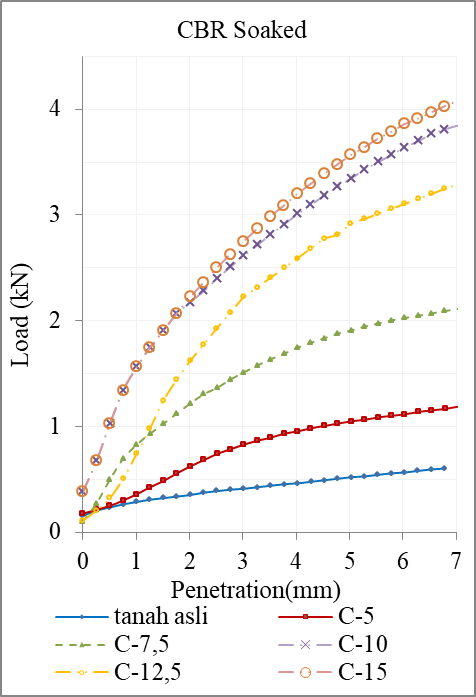 CBR Soaked
4
3
2
1
0
Load (kN)
0 1 2 3 4 5 6 7
Penetration(mm)
tanah asli C-5
C-7,5 C-10
C-12,5 C-15